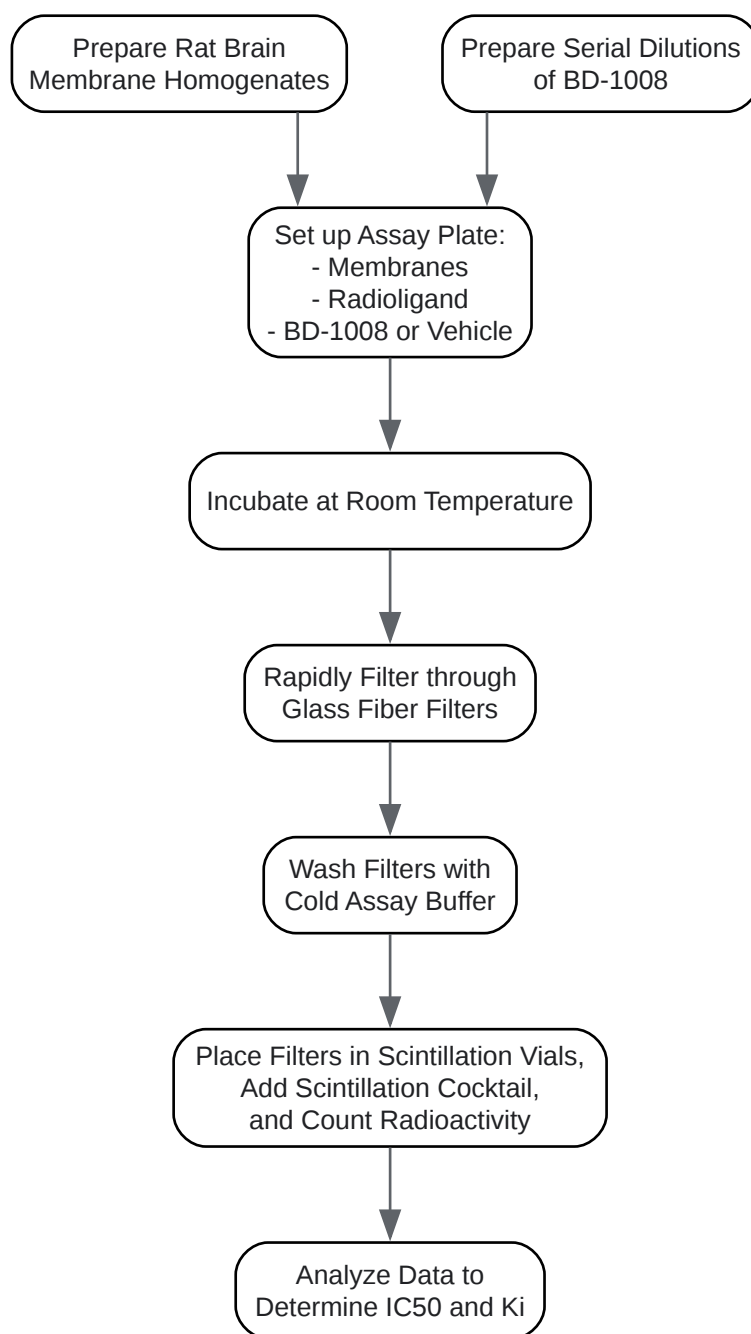 Prepare Rat Brain
Membrane Homogenates
Prepare Serial Dilutions
of BD-1008
Set up Assay Plate:
- Membranes
- Radioligand
- BD-1008 or Vehicle
Incubate at Room Temperature
Rapidly Filter through
Glass Fiber Filters
Wash Filters with
Cold Assay Buffer
Place Filters in Scintillation Vials,
Add Scintillation Cocktail,
and Count Radioactivity
Analyze Data to
Determine IC50 and Ki